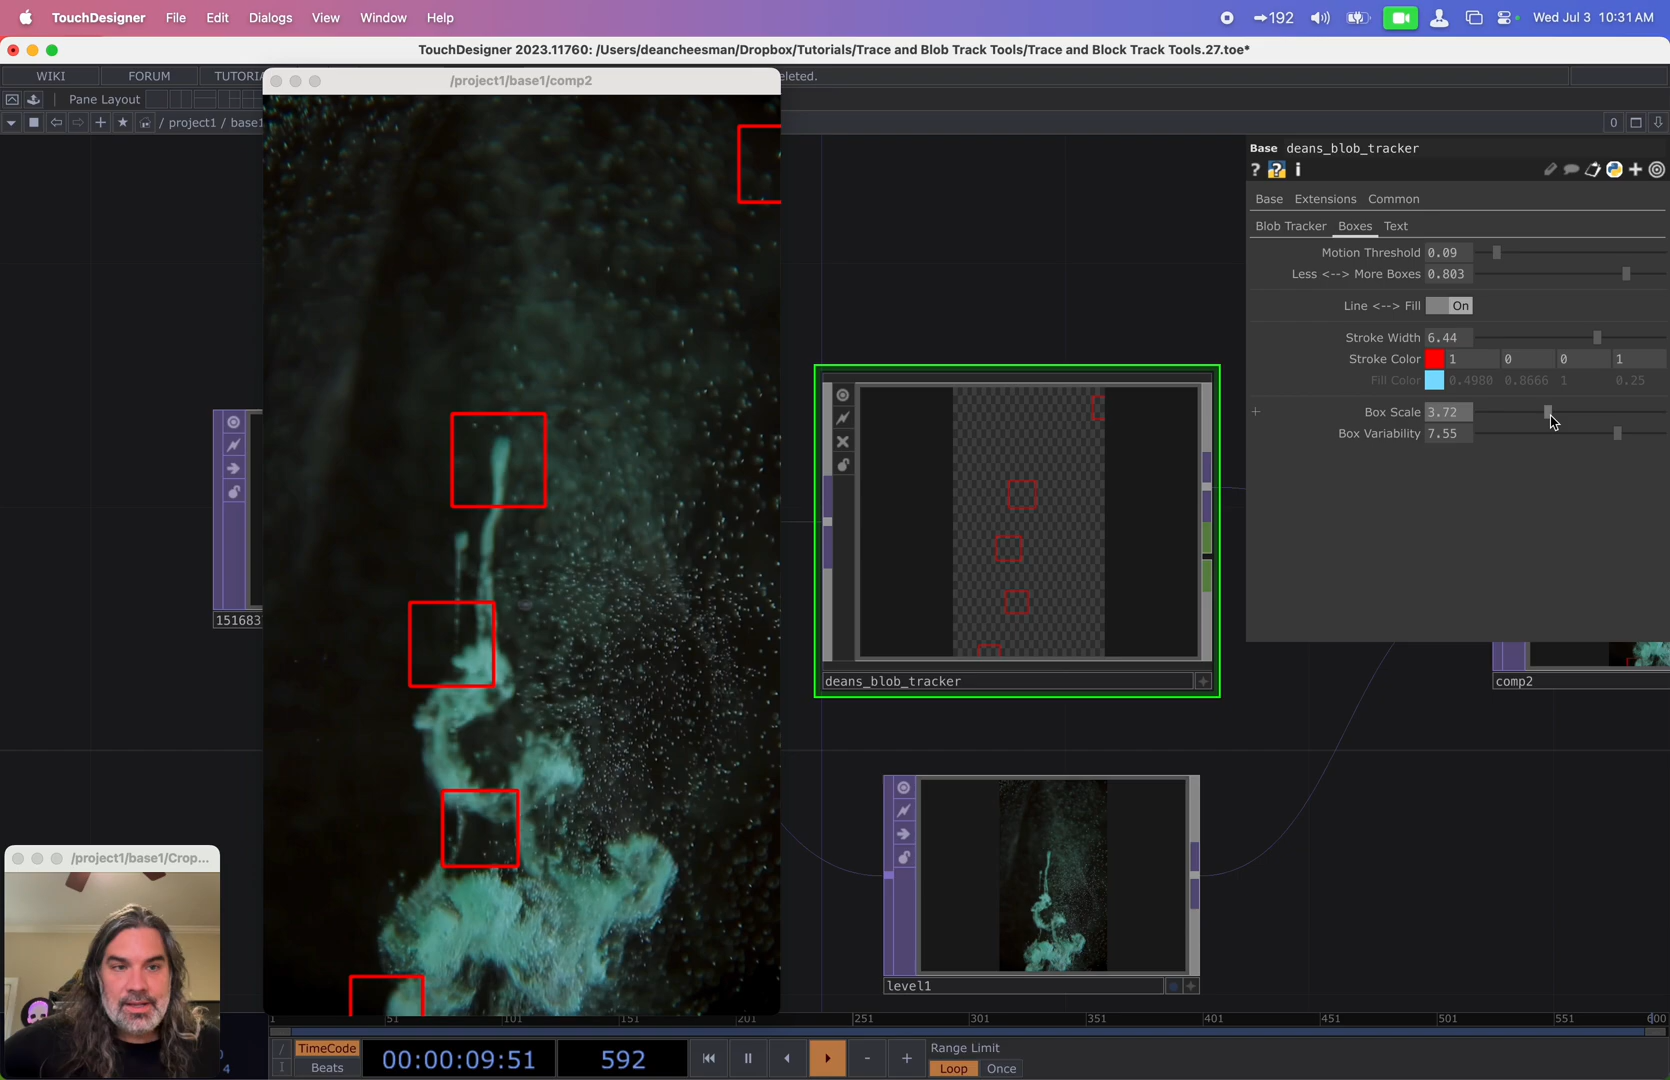 TouchDesigner File Edit Dialogs View Window Help
192
Wed Jul 3 10:31 AM
TouchDesigner 2023.11760: /Users/deancheesman/Dropbox/Tutorials/Trace and Blob Track Tools/Trace and Block Track Tools.27.toe*
WIKI FORUM TUTORIA
eleted.
/project1/base1/comp2
Pane Layout
/ project1 / base1
0
Base deans_blob_tracker
? ? i
Base Extensions Common
Blob Tracker Boxes Text
Motion Threshold 0.09
Less <--> More Boxes 0.803
Line <--> Fill On
Stroke Width 6.44
Stroke Color 1 0 0 1
Fill Color 0.4980 0.8666 1 0.25
Box Scale 3.72
Box Variability 7.55
151683
deans_blob_tracker
comp2
level1
/project1/base1/Crop...
1 51 101 151 201 251 301 351 401 451 501 551 600
TimeCode
Beats
00:00:09:51
592
Range Limit
Loop Once
4